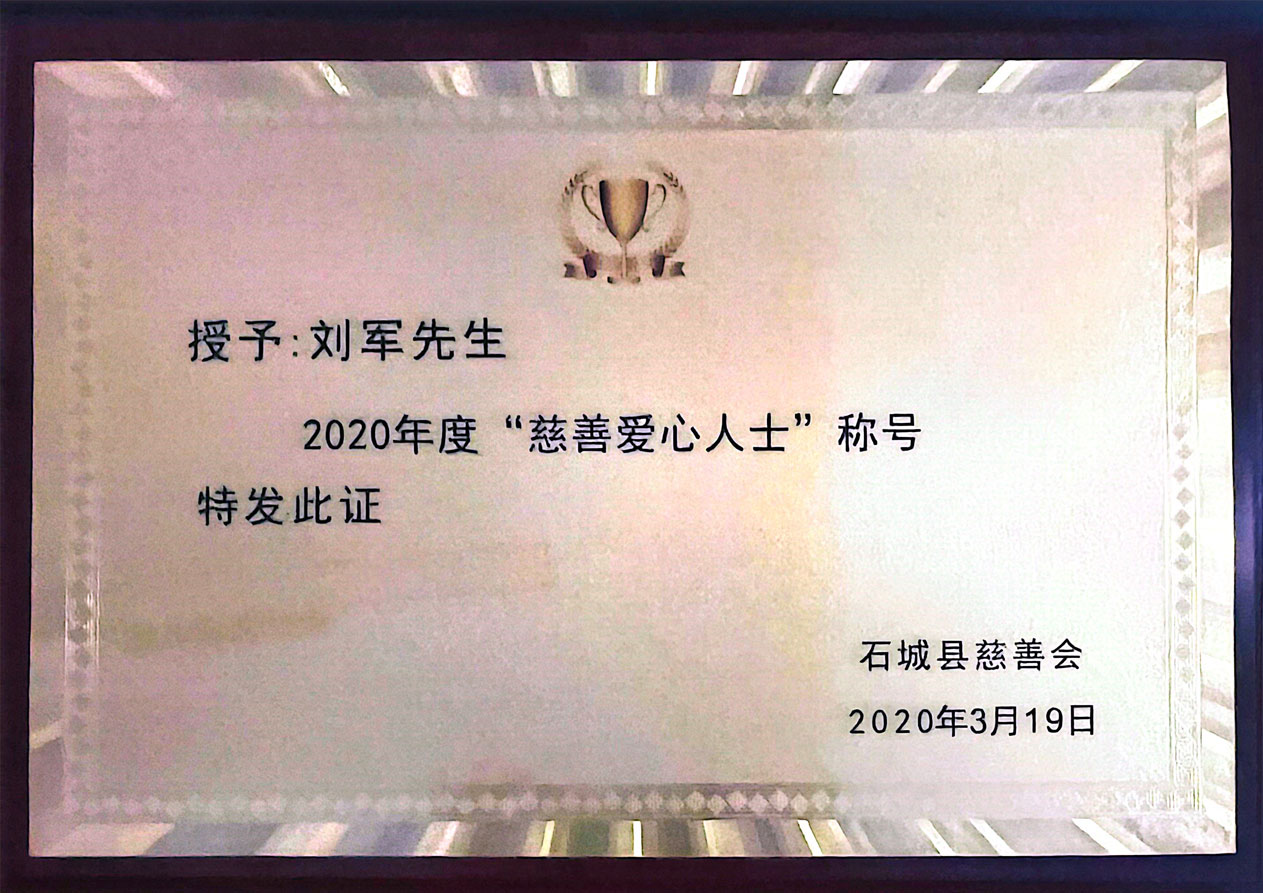 授予:刘军先生
2020年度“慈善爱心人士”称号
特发此证
石城县慈善会
2020年3月19日